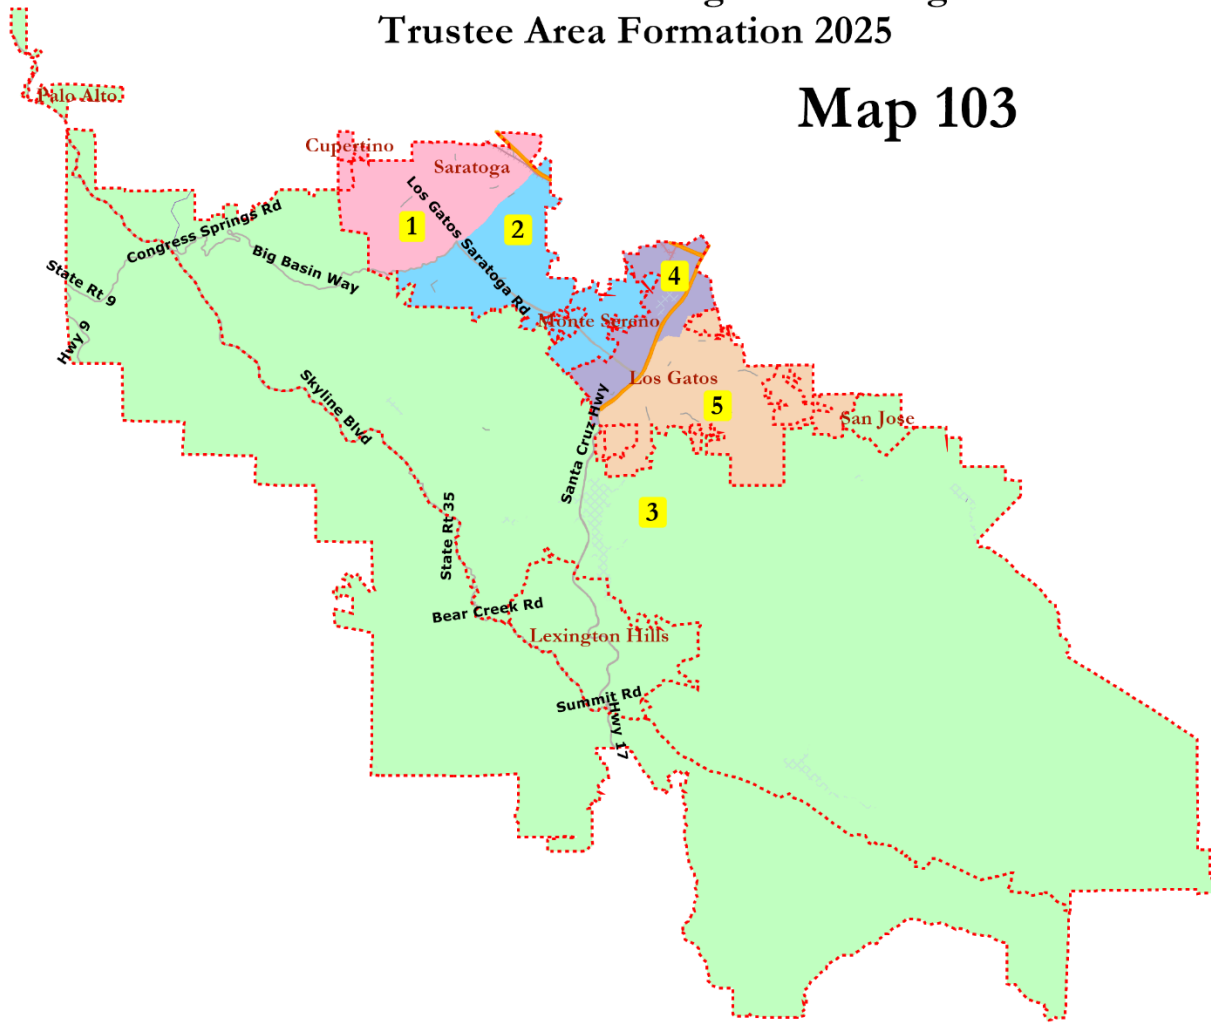 Trustee Area Formation 2025
Map 103
Palo Alto
Cupertino
Saratoga
Los Gatos Saratoga Rd
1
2
Congress Springs Rd
Big Basin Way
State Rt 9
Hwy 9
4
Monte Sereno
Los Gatos
5
San Jose
Skyline Blvd
Santa Cruz Hwy
3
State Rt 35
Bear Creek Rd
Lexington Hills
Summit Rd
Hwy 17